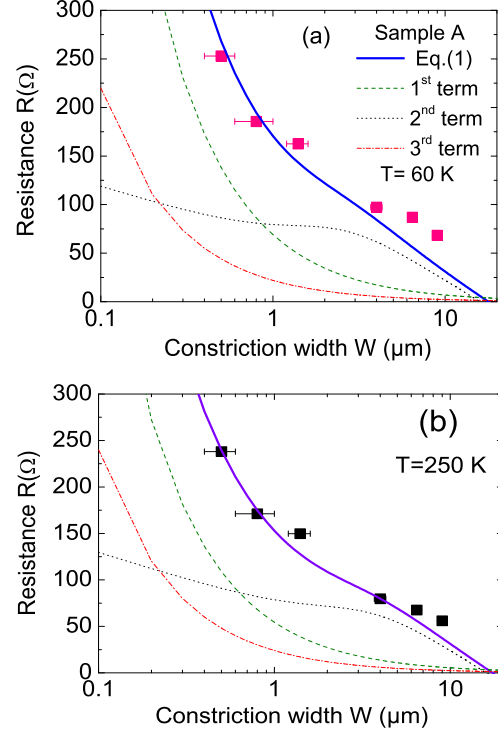 300
250
200
150
100
50
0
Resistance R(Ω)
(a)
Sample A
Eq.(1)
1st term
2nd term
3rd term
T= 60 K
0.1 1 10
Constriction width W (μm)
300
250
200
150
100
50
0
Resistance R(Ω)
(b)
T=250 K
0.1 1 10
Constriction width W (μm)